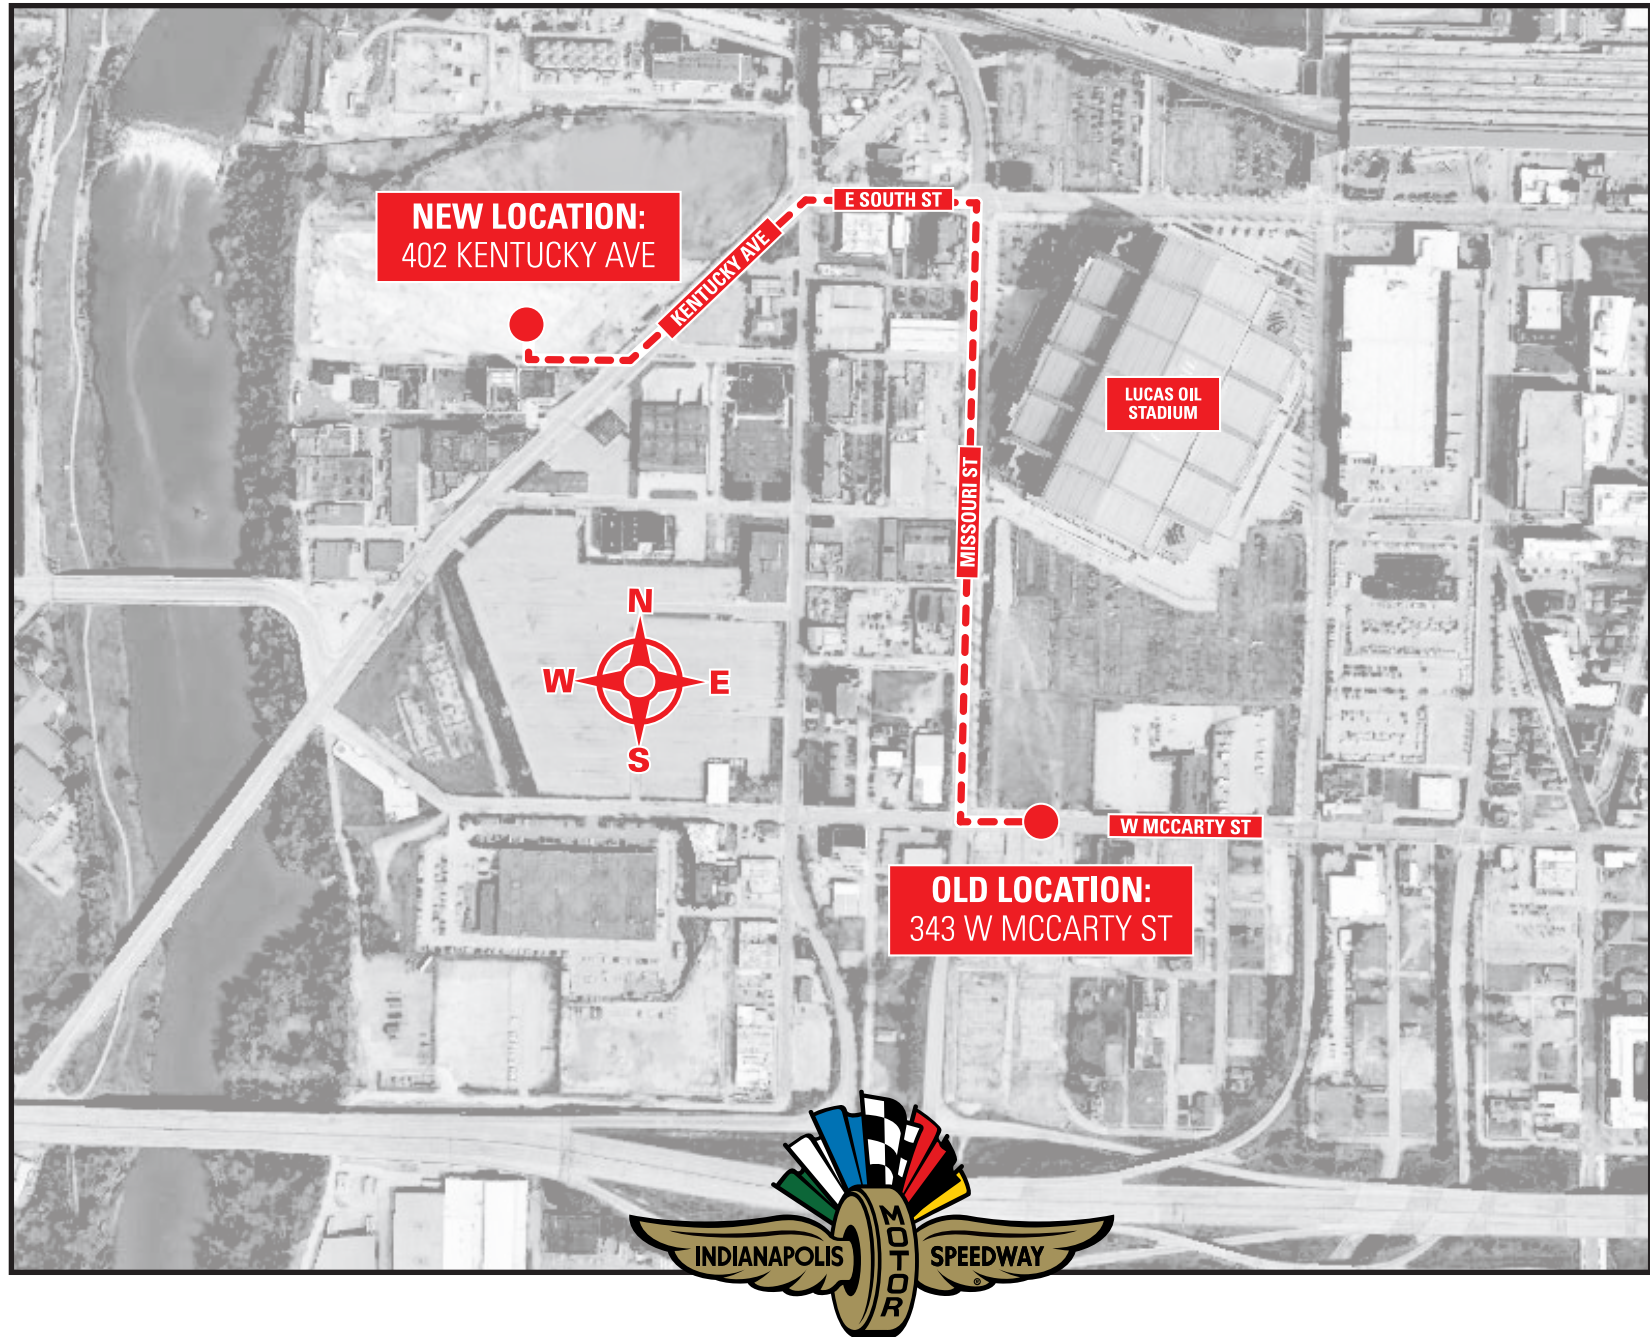 E SOUTH ST
NEW LOCATION:
402 KENTUCKY AVE
KENTUCKY AVE
LUCAS OIL
STADIUM
MISSOURI ST
N
W
E
S
W MCCARTY ST
OLD LOCATION:
343 W MCCARTY ST
INDIANAPOLIS
MOTOR
SPEEDWAY
®